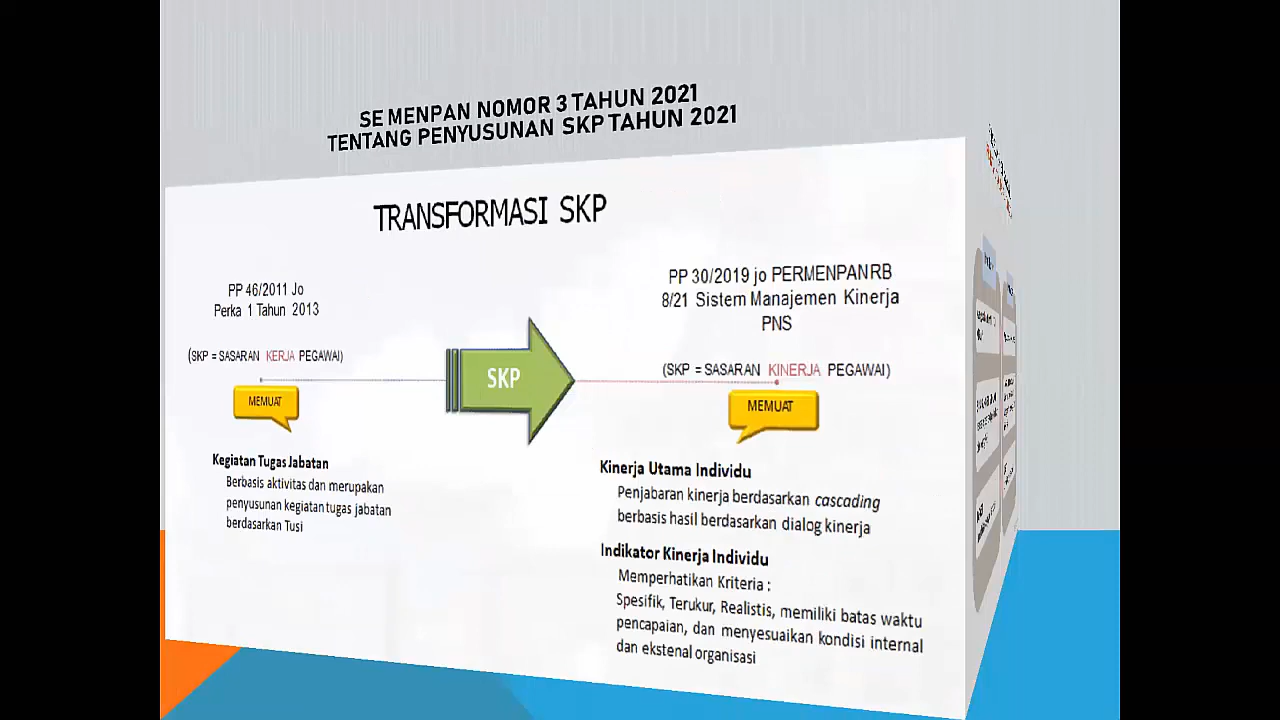 SE MENPAN NOMOR 3 TAHUN 2021
TENTANG PENYUSUNAN SKP TAHUN 2021
TRANSFORMASI SKP
PP 46/2011 Jo
Perka 1 Tahun 2013
(SKP = SASARAN KERJA PEGAWAI)
MEMUAT
Kegiatan Tugas Jabatan
Berbasis aktivitas dan merupakan
penyusunan kegiatan tugas jabatan
berdasarkan Tusi
SKP
PP 30/2019 jo PERMENPANRB
8/21 Sistem Manajemen Kinerja
PNS
(SKP = SASARAN KINERJA PEGAWAI)
MEMUAT
Kinerja Utama Individu
Penjabaran kinerja berdasarkan cascading
berbasis hasil berdasarkan dialog kinerja
Indikator Kinerja Individu
Memperhatikan Kriteria :
Spesifik, Terukur, Realistis, memiliki batas waktu
pencapaian, dan menyesuaikan kondisi internal
dan ekstenal organisasi